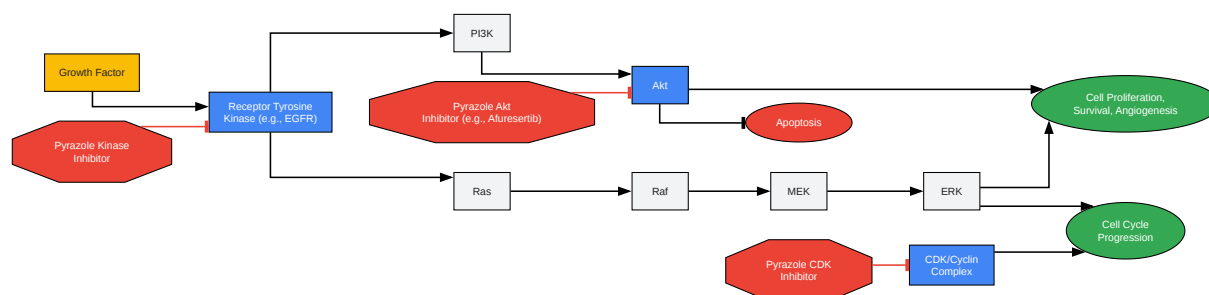 PI3K
Growth Factor
Akt
Receptor Tyrosine
Kinase (e.g., EGFR)
Pyrazole Akt
Inhibitor (e.g., Afuresertib)
Cell Proliferation,
Survival, Angiogenesis
Apoptosis
Pyrazole Kinase
Inhibitor
Ras
Raf
MEK
ERK
Cell Cycle
Progression
Pyrazole CDK
Inhibitor
CDK/Cyclin
Complex